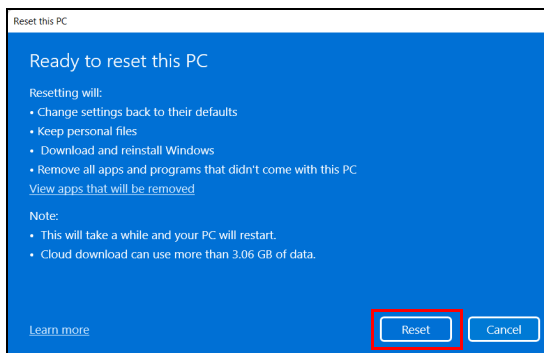 Reset this PC
Ready to reset this PC
Resetting will:
• Change settings back to their defaults
• Keep personal files
• Download and reinstall Windows
• Remove all apps and programs that didn't come with this PC
View apps that will be removed
Note:
• This will take a while and your PC will restart.
• Cloud download can use more than 3.06 GB of data.
Learn more
Reset
Cancel